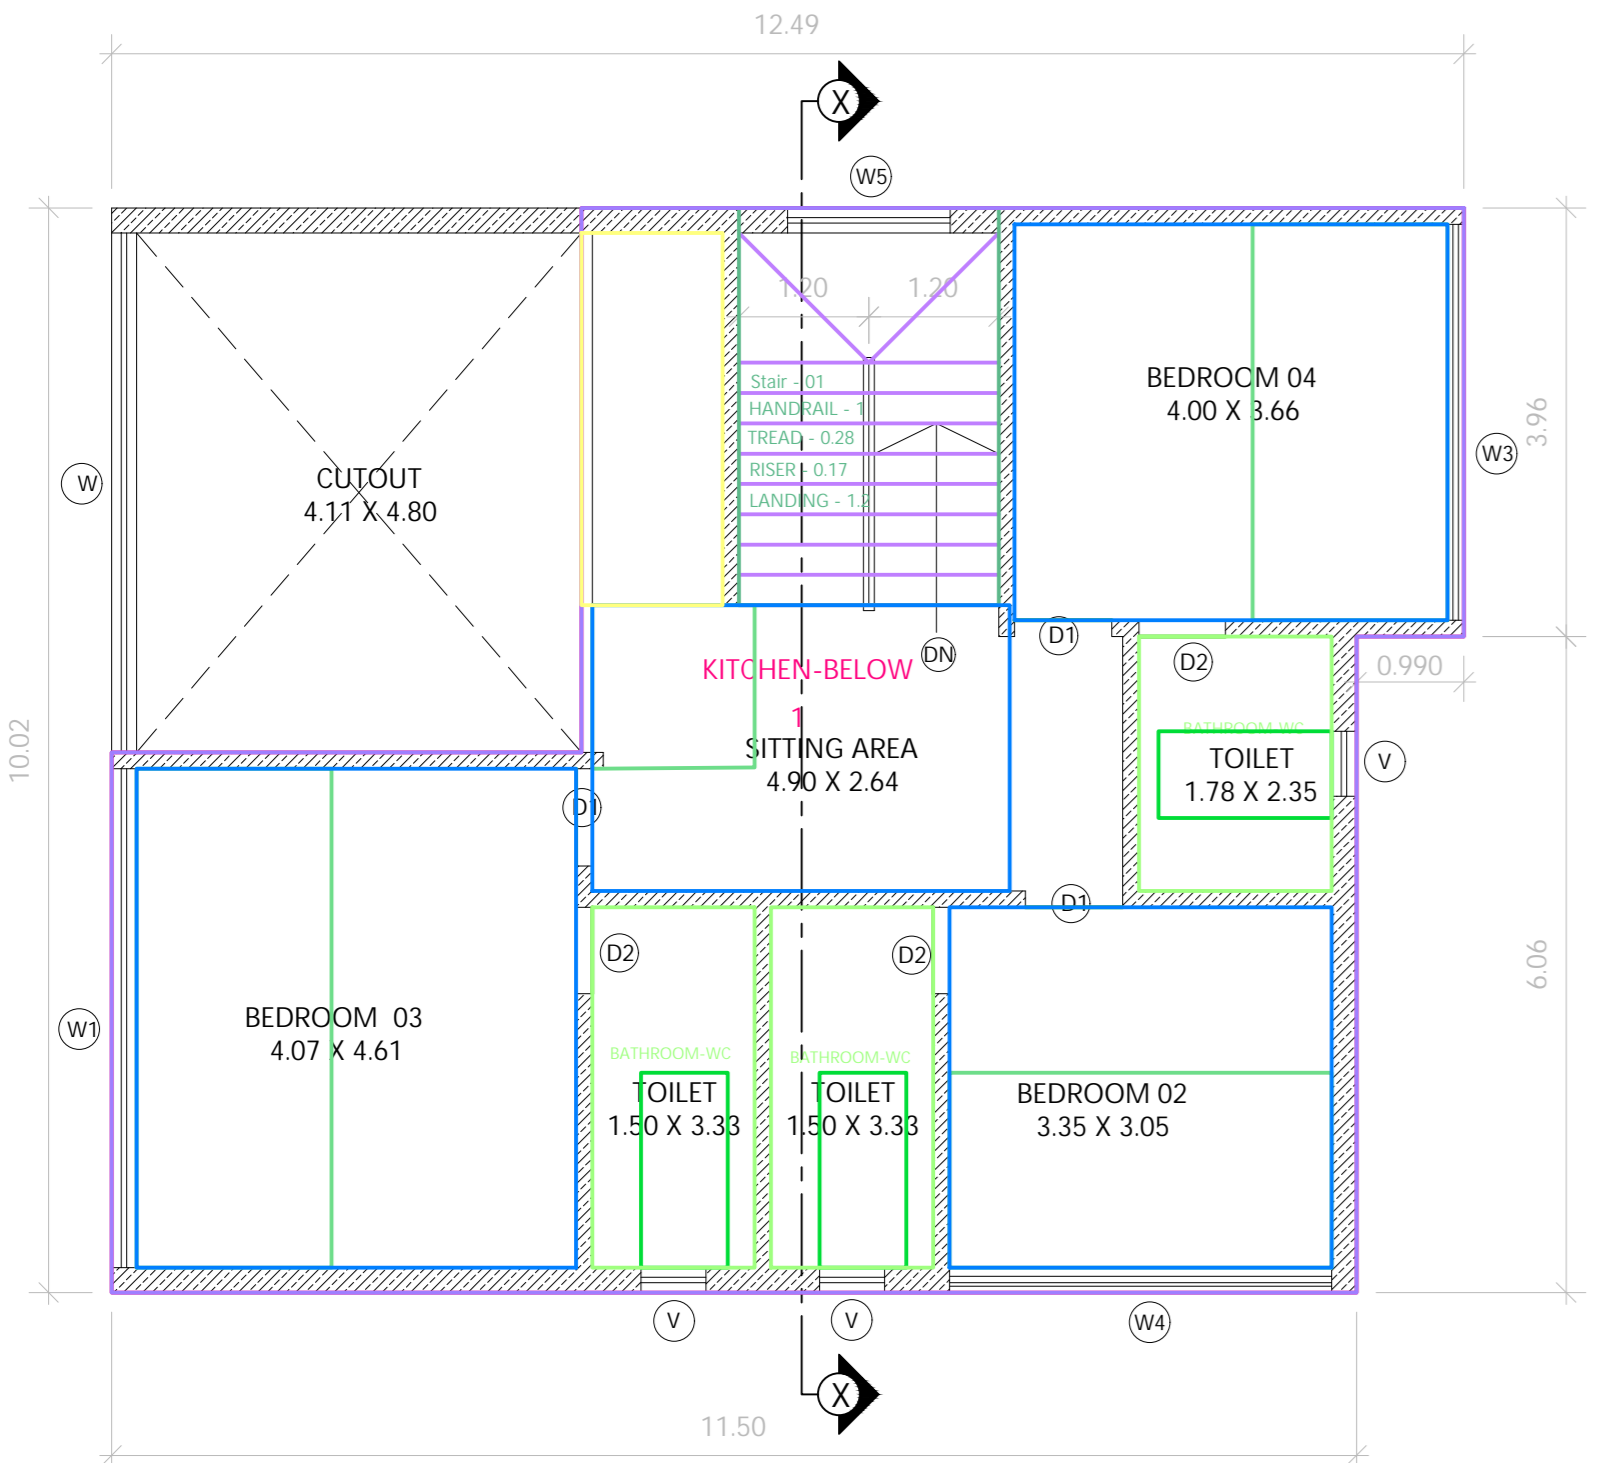 12.49
X
W5
1.20
1.20
Stair - 01
HANDRAIL - 1
TREAD - 0.28
RISER - 0.17
LANDING - 1.2
BEDROOM 04
4.00 X 3.66
3.96
W3
W
CUTOUT
4.11 X 4.80
D1
DN
D2
KITCHEN-BELOW
1
0.990
BATHROOM-WC
SITTING AREA
4.90 X 2.64
TOILET
1.78 X 2.35
V
10.02
D1
D1
D2
D2
6.06
W1
BEDROOM 03
4.07 X 4.61
BATHROOM-WC
BATHROOM-WC
TOILET
1.50 X 3.33
TOILET
1.50 X 3.33
BEDROOM 02
3.35 X 3.05
V
V
W4
X
11.50